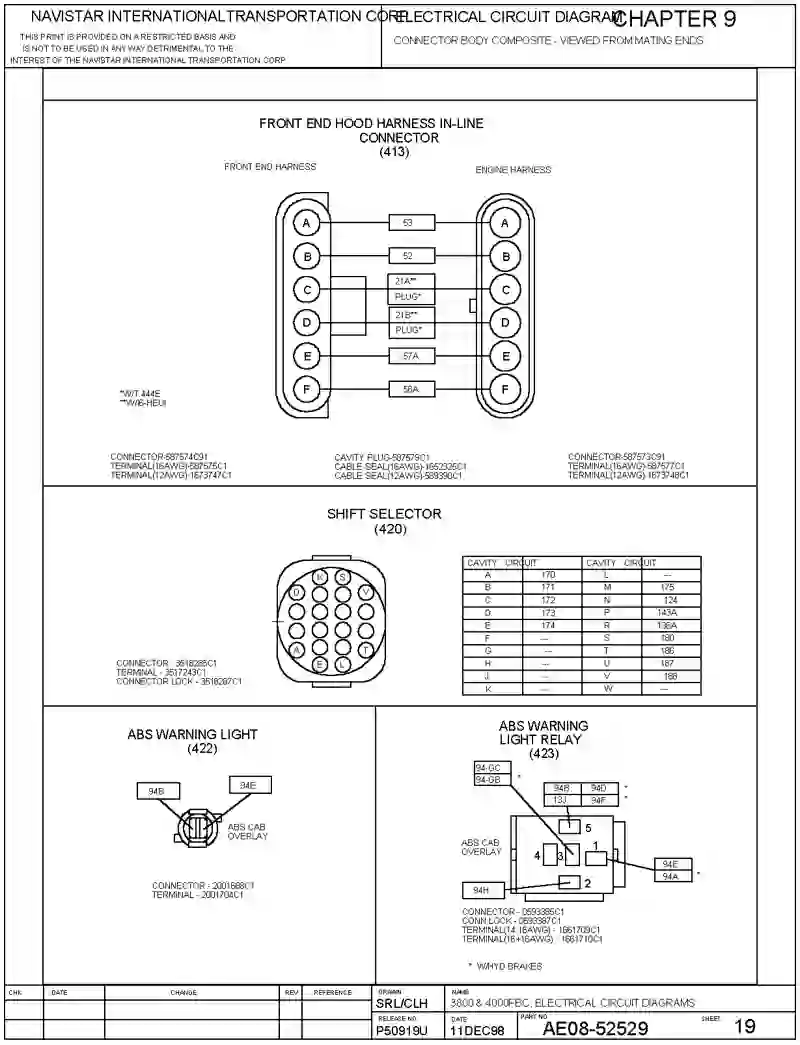 NAVISTAR INTERNATIONAL TRANSPORTATION CORP.
THIS PRINT IS PROVIDED ON A RESTRICTED BASIS AND
IS NOT TO BE USED IN ANY WAY DETRIMENTAL TO THE
INTEREST OF THE NAVISTAR INTERNATIONAL TRANSPORTATION CORP.
ELECTRICAL CIRCUIT DIAGRAM
CHAPTER 9
CONNECTOR BODY COMPOSITE - VIEWED FROM MATING ENDS
FRONT END HOOD HARNESS IN-LINE
CONNECTOR
(413)
FRONT END HARNESS
ENGINE HARNESS
A 53 A
B 52 B
C 21A** C
PLUG*
D 21B** D
PLUG*
E 57A E
F 56A F
*W/T 444E
**W/I6-HEUI
CONNECTOR-587574C91
TERMINAL(16AWG)-587575C1
TERMINAL(12AWG)-1673747C1
CAVITY PLUG-587579C1
CABLE SEAL(16AWG)-1652325C1
CABLE SEAL(12AWG)-589390C1
CONNECTOR-587573C91
TERMINAL(16AWG)-587577C1
TERMINAL(12AWG)-1673748C1
SHIFT SELECTOR
(420)
K S
D V
A T
E L
CONNECTOR - 3518285C1
TERMINAL - 3517243C1
CONNECTOR LOCK - 3518287C1
CAVITY CIRCUIT CAVITY CIRCUIT
A 170 L ---
B 171 M 175
C 172 N 124
D 173 P 143A
E 174 R 136A
F --- S 180
G --- T 186
H --- U 187
J --- V 188
K --- W ---
ABS WARNING LIGHT
(422)
94B
94E
ABS CAB
OVERLAY
CONNECTOR - 2001688C1
TERMINAL - 2001704C1
ABS WARNING
LIGHT RELAY
(423)
94-GC
94-GB *
94B 94D *
13J 94F *
5
4 3 1
2
ABS CAB
OVERLAY
94E
94A *
94H
CONNECTOR - 0593385C1
CONN LOCK - 0593387C1
TERMINAL(14-16AWG) - 1661709C1
TERMINAL(16+16AWG) - 1661710C1
* W/HYD BRAKES
CHK DATE CHANGE REV REFERENCE
DRAWN
SRL/CLH
NAME
3800 & 4000FBC, ELECTRICAL CIRCUIT DIAGRAMS
RELEASE NO.
P50919U
DATE
11DEC98
PART NO.
AE08-52529
SHEET
19